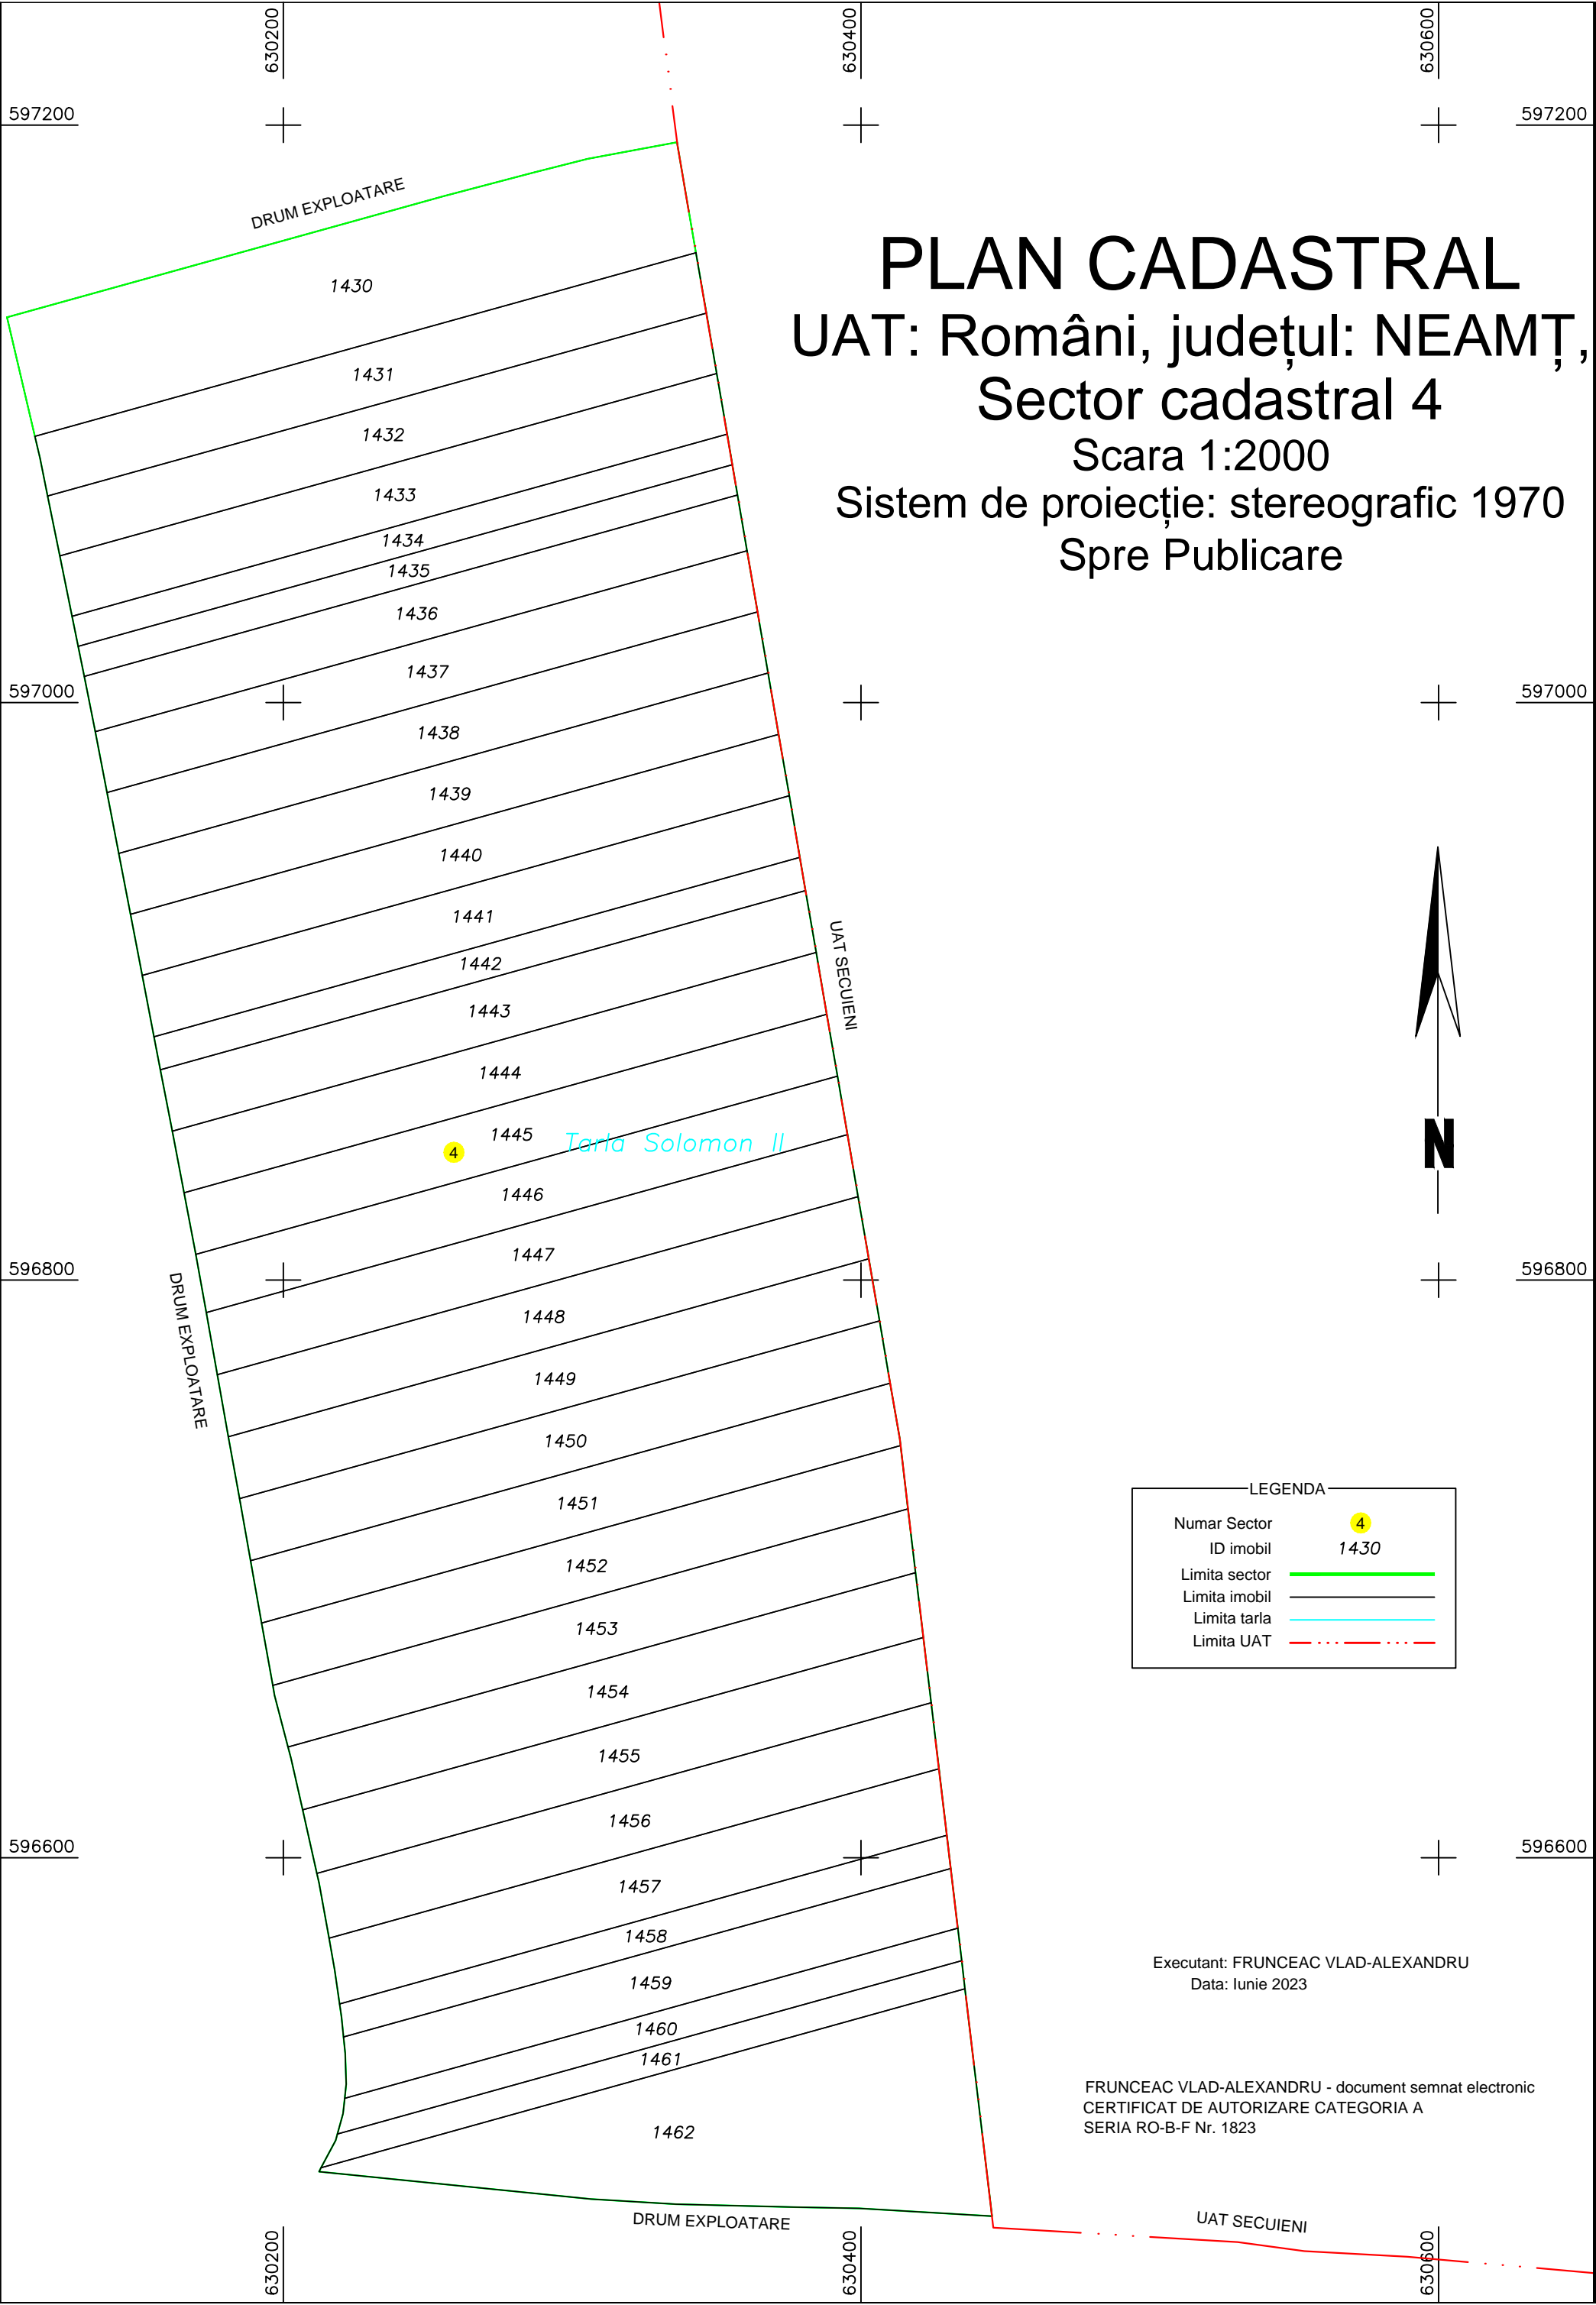 630200
630400
630600
597200
597200
DRUM EXPLOATARE
PLAN CADASTRAL
UAT: Români, județul: NEAMȚ,
Sector cadastral 4
Scara 1:2000
Sistem de proiecție: stereografic 1970
Spre Publicare
1430
1431
1432
1433
1434
1435
1436
1437
597000
597000
1438
1439
1440
1441
1442
1443
UAT SECUIENI
1444
1445
4
Tarla Solomon II
N
1446
1447
596800
596800
DRUM EXPLOATARE
1448
1449
1450
1451
1452
1453
1454
1455
1456
LEGENDA
Numar Sector 4
ID imobil 1430
Limita sector
Limita imobil
Limita tarla
Limita UAT
596600
596600
1457
1458
1459
1460
1461
1462
Executant: FRUNCEAC VLAD-ALEXANDRU
Data: Iunie 2023
FRUNCEAC VLAD-ALEXANDRU - document semnat electronic
CERTIFICAT DE AUTORIZARE CATEGORIA A
SERIA RO-B-F Nr. 1823
DRUM EXPLOATARE
UAT SECUIENI
630200
630400
630600